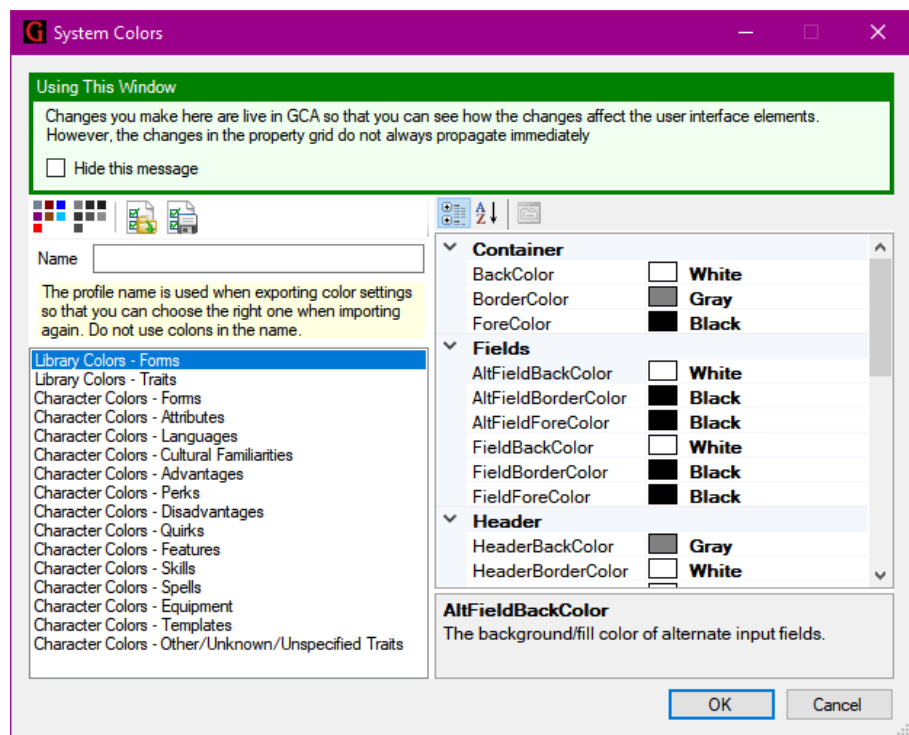 G System Colors
Using This Window
Changes you make here are live in GCA so that you can see how the changes affect the user interface elements.
However, the changes in the property grid do not always propagate immediately
Hide this message
Name
The profile name is used when exporting color settings
so that you can choose the right one when importing
again. Do not use colons in the name.
Library Colors - Forms
Library Colors - Traits
Character Colors - Forms
Character Colors - Attributes
Character Colors - Languages
Character Colors - Cultural Familiarities
Character Colors - Advantages
Character Colors - Perks
Character Colors - Disadvantages
Character Colors - Quirks
Character Colors - Features
Character Colors - Skills
Character Colors - Spells
Character Colors - Equipment
Character Colors - Templates
Character Colors - Other/Unknown/Unspecified Traits
A
Z
Container
BackColor White
BorderColor Gray
ForeColor Black
Fields
AltFieldBackColor White
AltFieldBorderColor Black
AltFieldForeColor Black
FieldBackColor White
FieldBorderColor Black
FieldForeColor Black
Header
HeaderBackColor Gray
HeaderBorderColor White
AltFieldBackColor
The background/fill color of alternate input fields.
OK Cancel